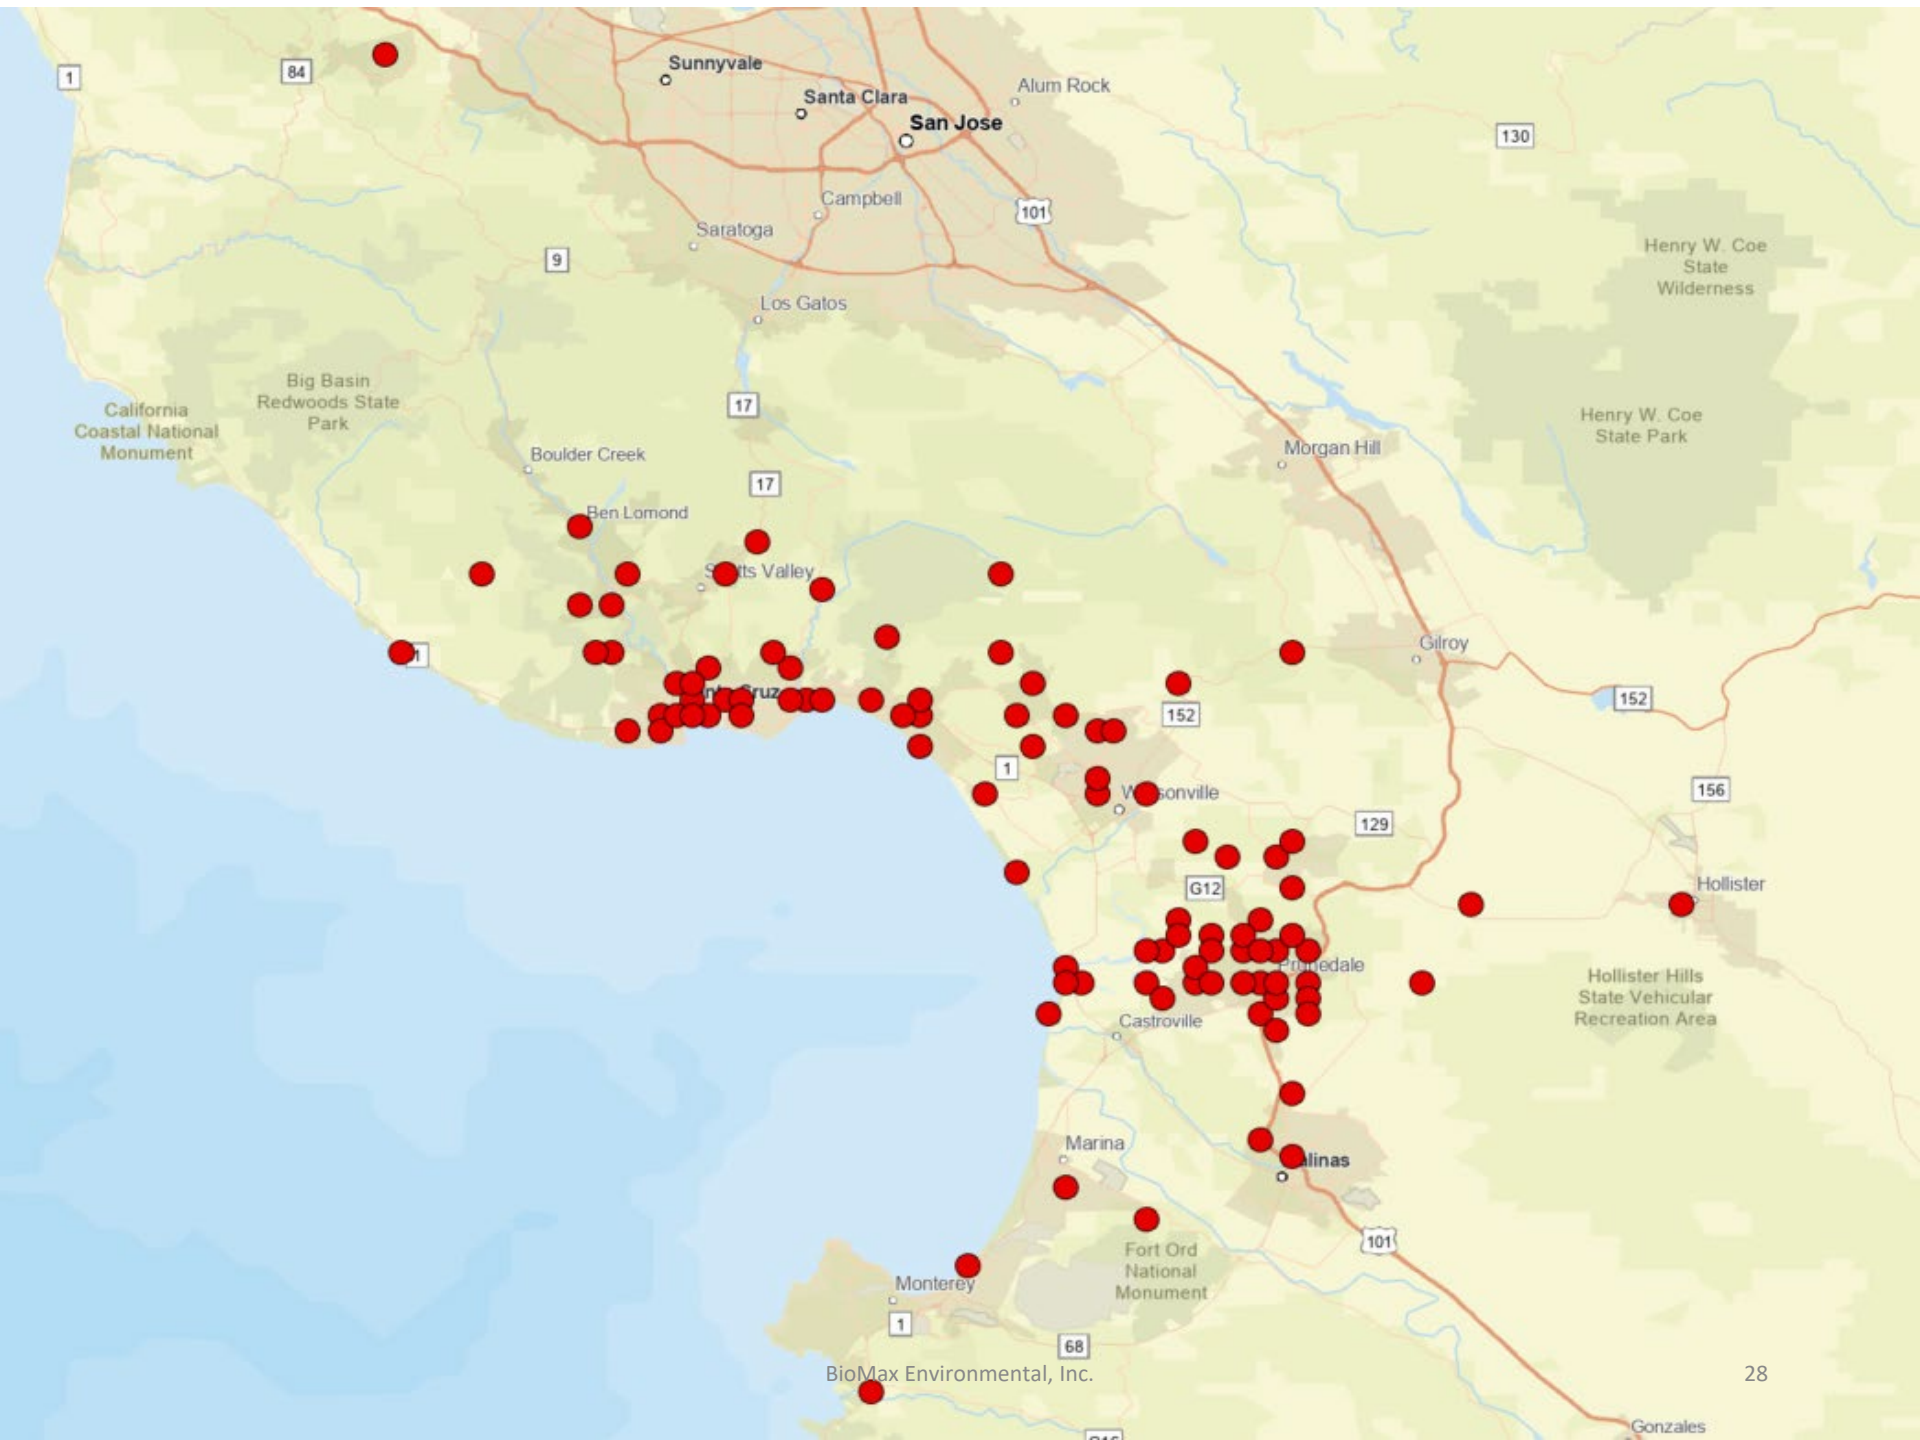 1
84
Sunnyvale
Santa Clara
Alum Rock
San Jose
130
Campbell
101
Saratoga
9
Henry W. Coe
State
Wilderness
Los Gatos
Big Basin
Redwoods State
Park
California
Coastal National
Monument
17
Henry W. Coe
State Park
Boulder Creek
Morgan Hill
17
Ben Lomond
Valley
1
Gilroy
152
152
1
156
129
G12
Hollister
Hollister Hills
State Vehicular
Recreation Area
Castroville
Marina
101
Fort Ord
National
Monument
Monterey
1
68
BioMax Environmental, Inc.
28
Gonzales